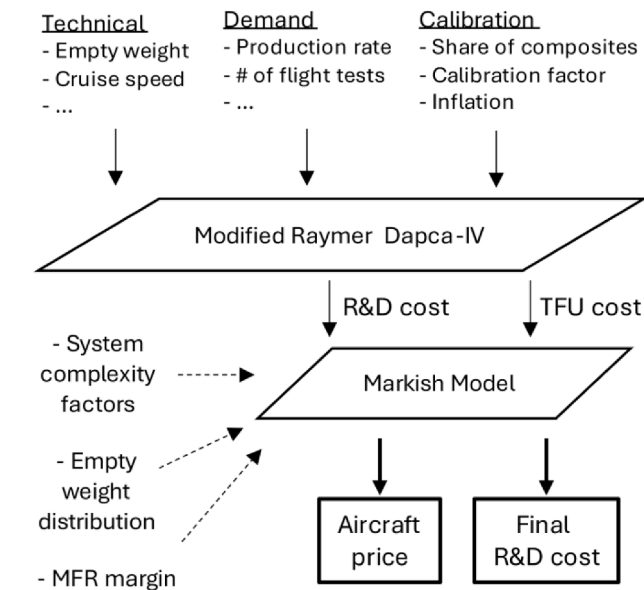 Technical
- Empty weight
- Cruise speed
- ...
Demand
- Production rate
- # of flight tests
- ...
Calibration
- Share of composites
- Calibration factor
- Inflation
Modified Raymer Dapca-IV
R&D cost
TFU cost
- System
complexity
factors
Markish Model
- Empty
weight
distribution
- MFR margin
Aircraft
price
Final
R&D cost